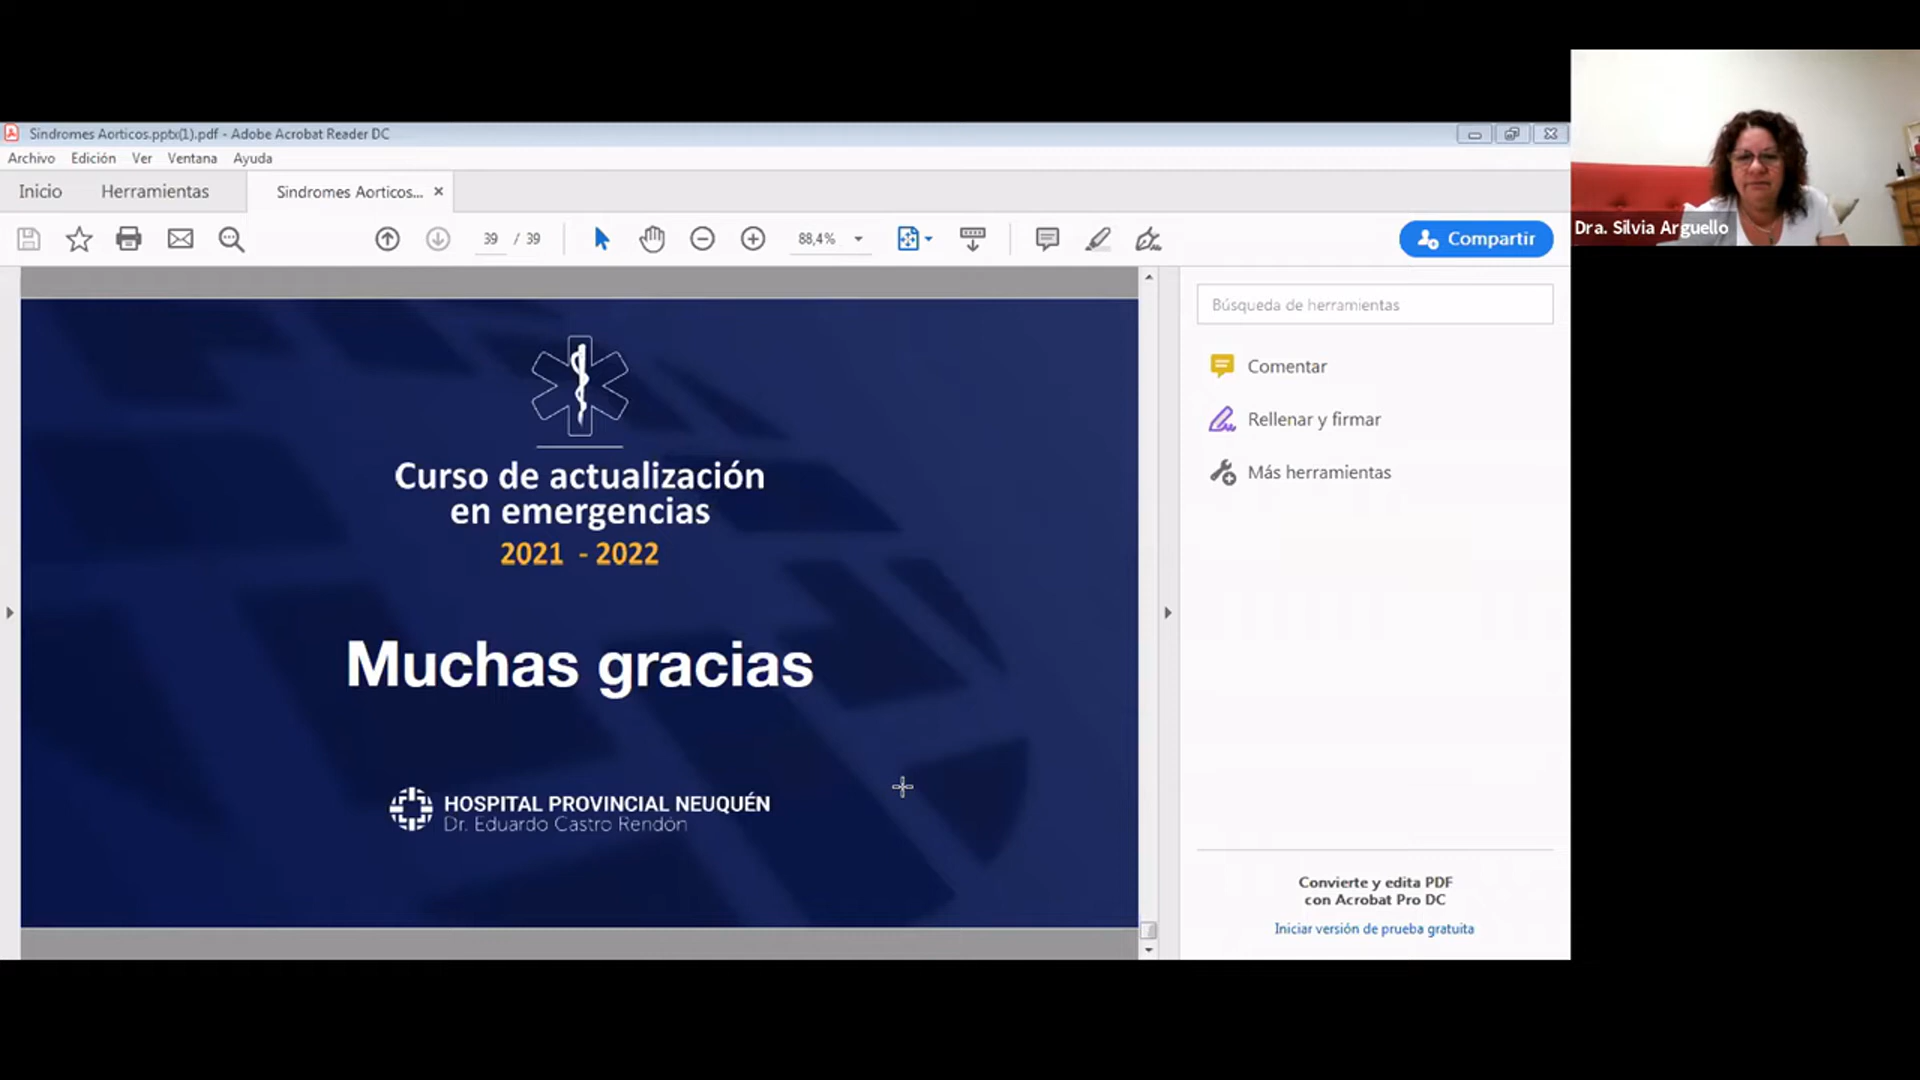 Sindromes Aorticos.pptx(1).pdf - Adobe Acrobat Reader DC
Archivo Edición Ver Ventana Ayuda
Inicio Herramientas Sindromes Aorticos... ×
39 / 39 88,4% Compartir
Dra. Silvia Arguello
Búsqueda de herramientas
Comentar
Rellenar y firmar
Más herramientas
Curso de actualización
en emergencias
2021 - 2022
Muchas gracias
HOSPITAL PROVINCIAL NEUQUÉN
Dr. Eduardo Castro Rendón
Convierte y edita PDF
con Acrobat Pro DC
Iniciar versión de prueba gratuita